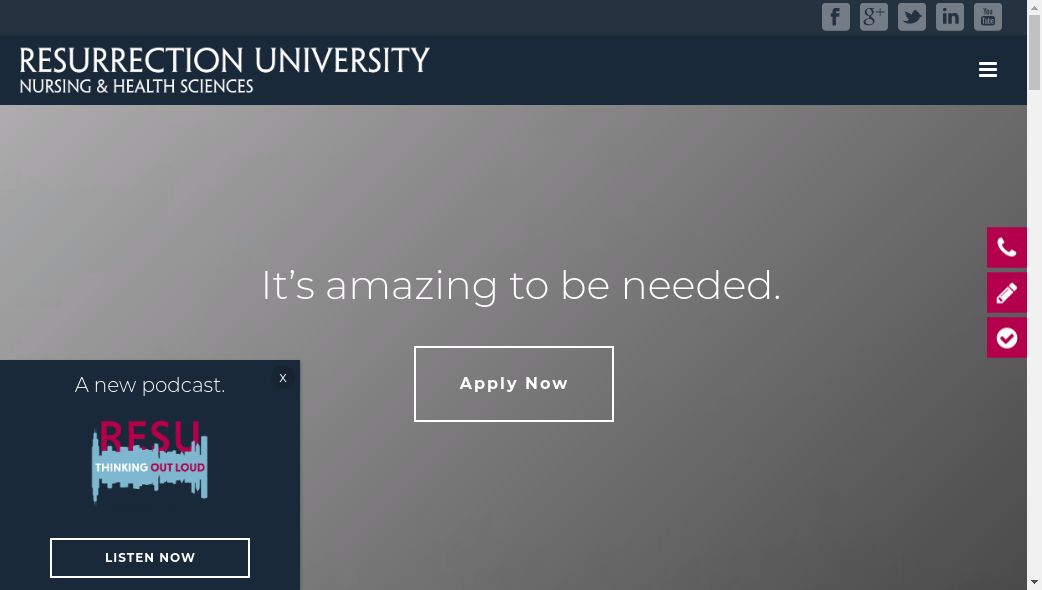 You Tube
RESURRECTION UNIVERSITY
NURSING & HEALTH SCIENCES
It's amazing to be needed.
Apply Now
A new podcast.
X
RESU
THINKING OUT LOUD
LISTEN NOW